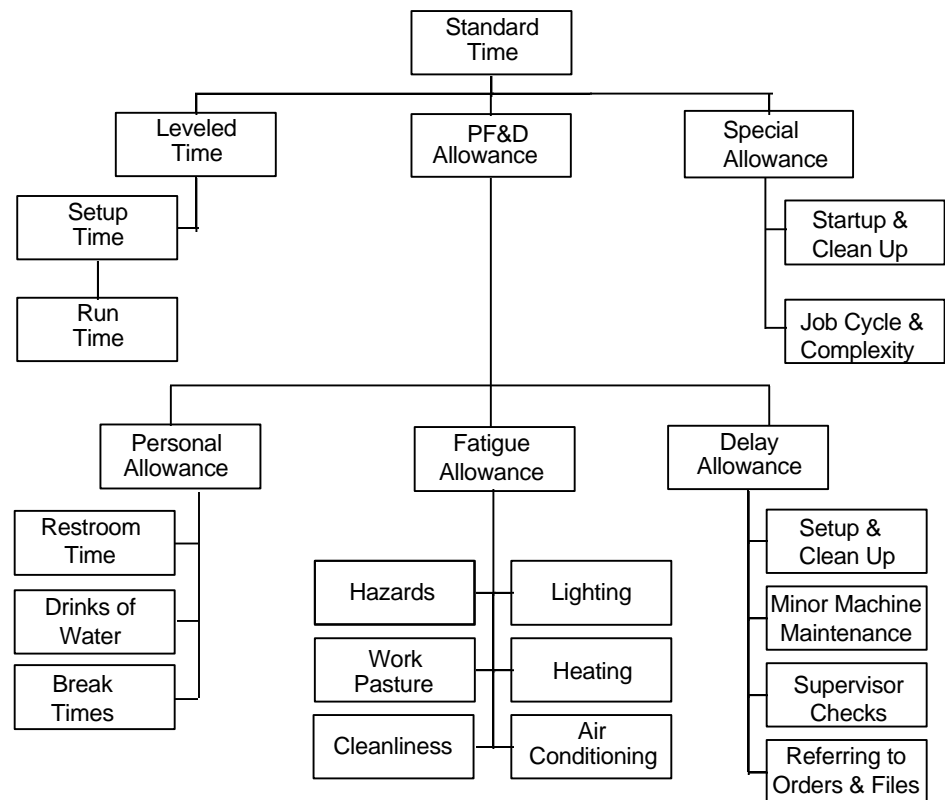 Standard
Time
Leveled
Time
PF&D
Allowance
Special
Allowance
Setup
Time
Startup &
Clean Up
Run
Time
Job Cycle &
Complexity
Personal
Allowance
Fatigue
Allowance
Delay
Allowance
Restroom
Time
Drinks of
Water
Break
Times
Hazards
Lighting
Work
Pasture
Heating
Cleanliness
Air
Conditioning
Setup &
Clean Up
Minor Machine
Maintenance
Supervisor
Checks
Referring to
Orders & Files